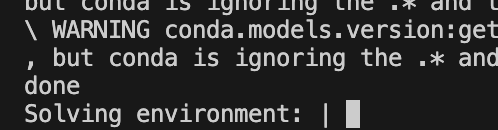 but conda is ignoring the .* and
\ WARNING conda.models.version:get
, but conda is ignoring the .* and
done
Solving environment: |